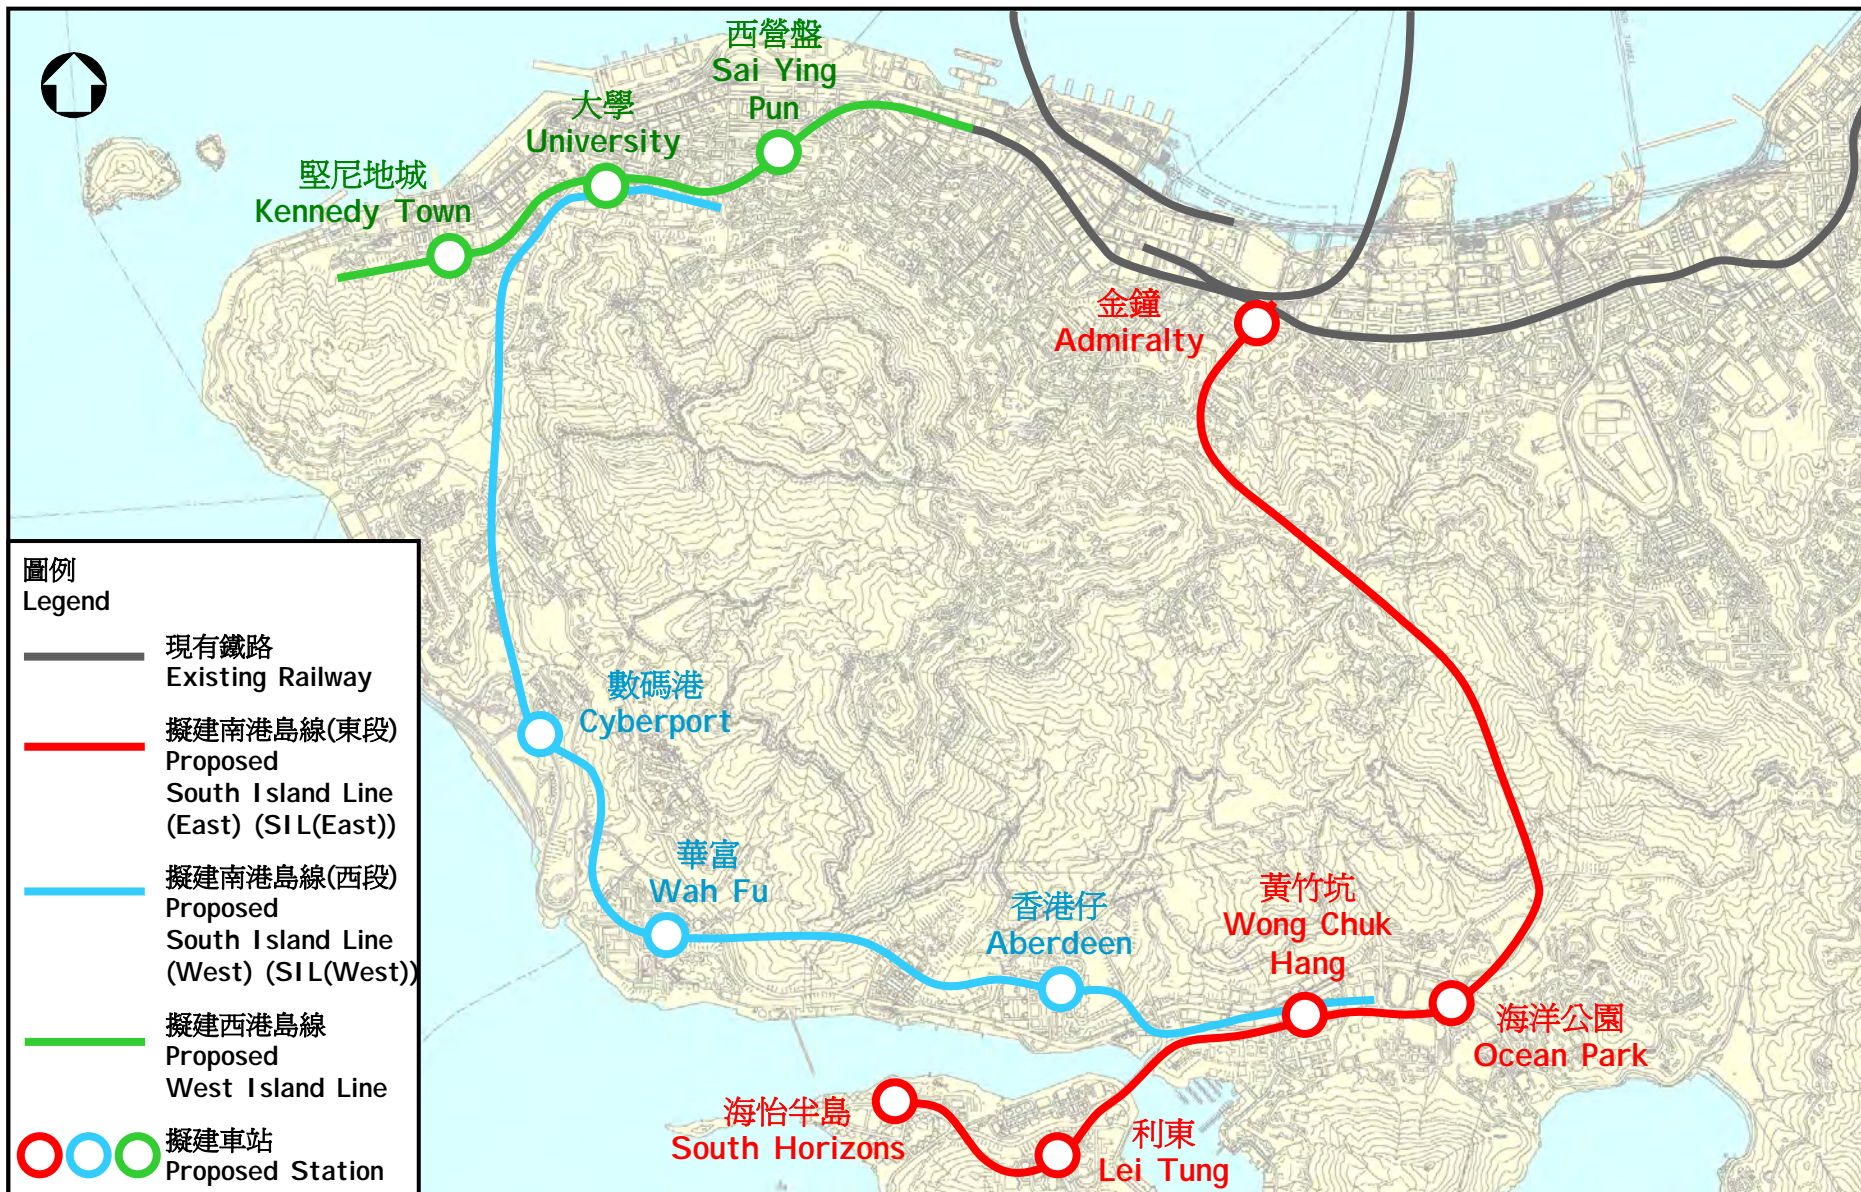 西營盤
Sai Ying
Pun
大學
University
堅尼地城
Kennedy Town
金鐘
Admiralty
數碼港
Cyberport
華富
Wah Fu
香港仔
Aberdeen
黃竹坑
Wong Chuk
Hang
海洋公園
Ocean Park
海怡半島
South Horizons
利東
Lei Tung
圖例
Legend
現有鐵路
Existing Railway
擬建南港島線(東段)
Proposed
South Island Line
(East) (SIL(East))
擬建南港島線(西段)
Proposed
South Island Line
(West) (SIL(West))
擬建西港島線
Proposed
West Island Line
擬建車站
Proposed Station